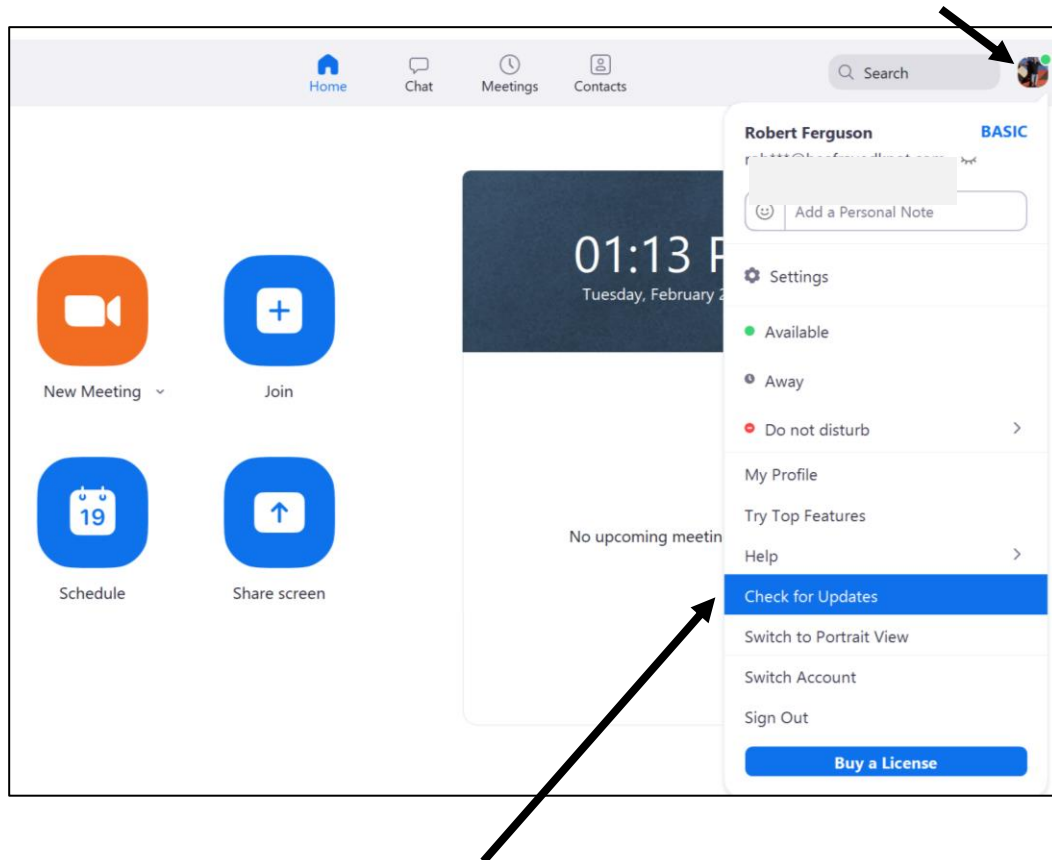 Home Chat Meetings Contacts Search
Robert Ferguson BASIC
Add a Personal Note
01:13 P
Tuesday, February 2
Settings
Available
Away
New Meeting Join
Do not disturb
My Profile
19
Try Top Features
No upcoming meetin
Help
Schedule Share screen
Check for Updates
Switch to Portrait View
Switch Account
Sign Out
Buy a License